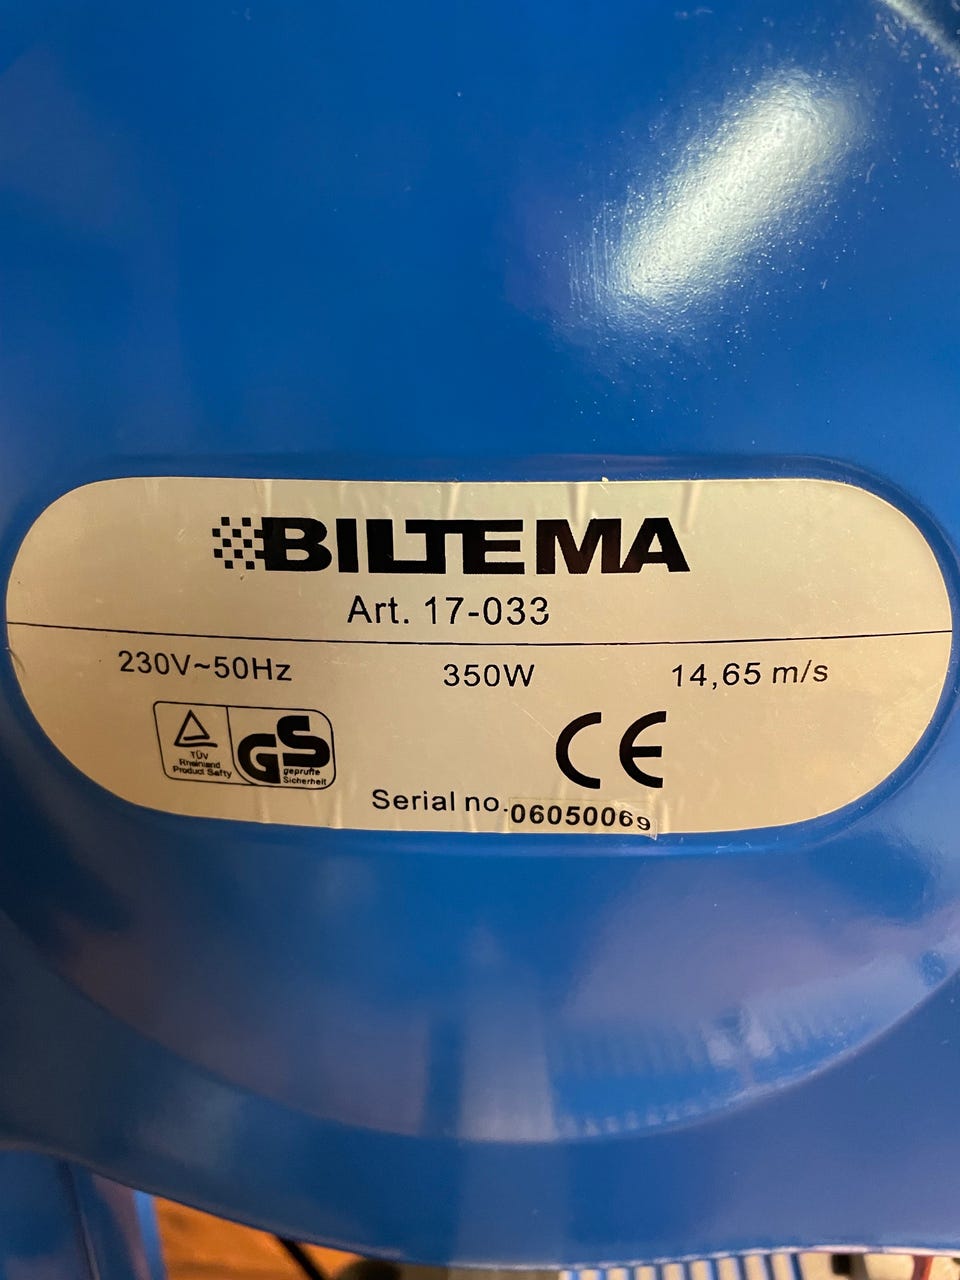 BILTEMA
Art. 17-033
230V~50Hz 350W 14,65 m/s
TÜV
Rheinland
Product Safty
GS
geprüfte
Sicherheit
CE
Serial no. 06050069